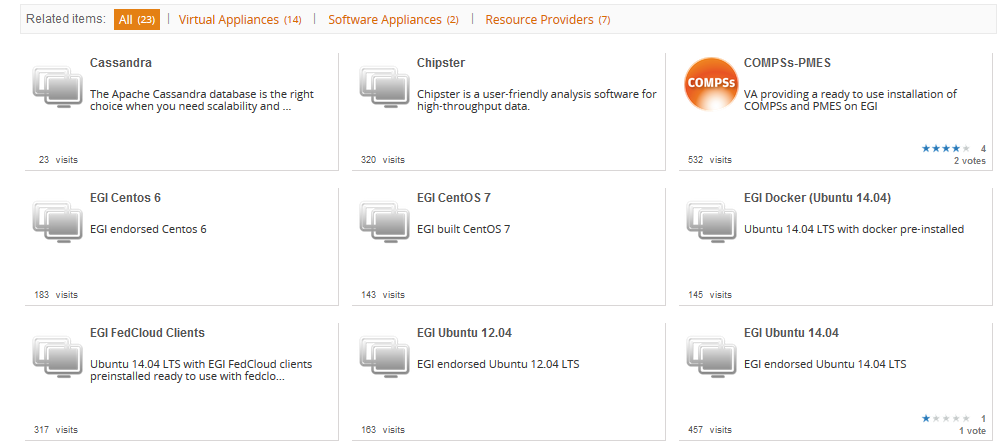 Related items: All (23) | Virtual Appliances (14) | Software Appliances (2) | Resource Providers (7)
Cassandra
The Apache Cassandra database is the right
choice when you need scalability and ...
23 visits
Chipster
Chipster is a user-friendly analysis software for
high-throughput data.
320 visits
COMPSs
COMPSs-PMES
VA providing a ready to use installation of
COMPSs and PMES on EGI
532 visits
4
2 votes
EGI Centos 6
EGI endorsed Centos 6
183 visits
EGI CentOS 7
EGI built CentOS 7
143 visits
EGI Docker (Ubuntu 14.04)
Ubuntu 14.04 LTS with docker pre-installed
145 visits
EGI FedCloud Clients
Ubuntu 14.04 LTS with EGI FedCloud clients
preinstalled ready to use with fedclo...
317 visits
EGI Ubuntu 12.04
EGI endorsed Ubuntu 12.04 LTS
163 visits
EGI Ubuntu 14.04
EGI endorsed Ubuntu 14.04 LTS
457 visits
1
1 vote